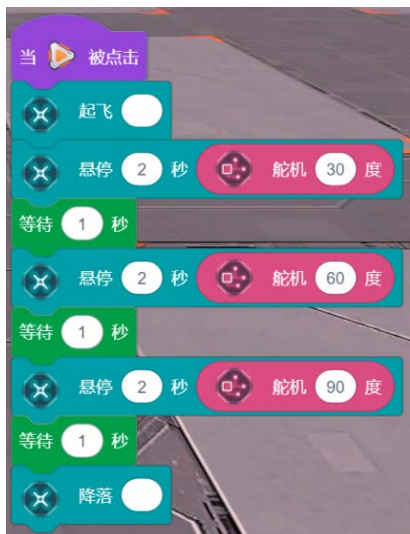 当 被点击
起飞
悬停 2 秒 舵机 30 度
等待 1 秒
悬停 2 秒 舵机 60 度
等待 1 秒
悬停 2 秒 舵机 90 度
等待 1 秒
降落